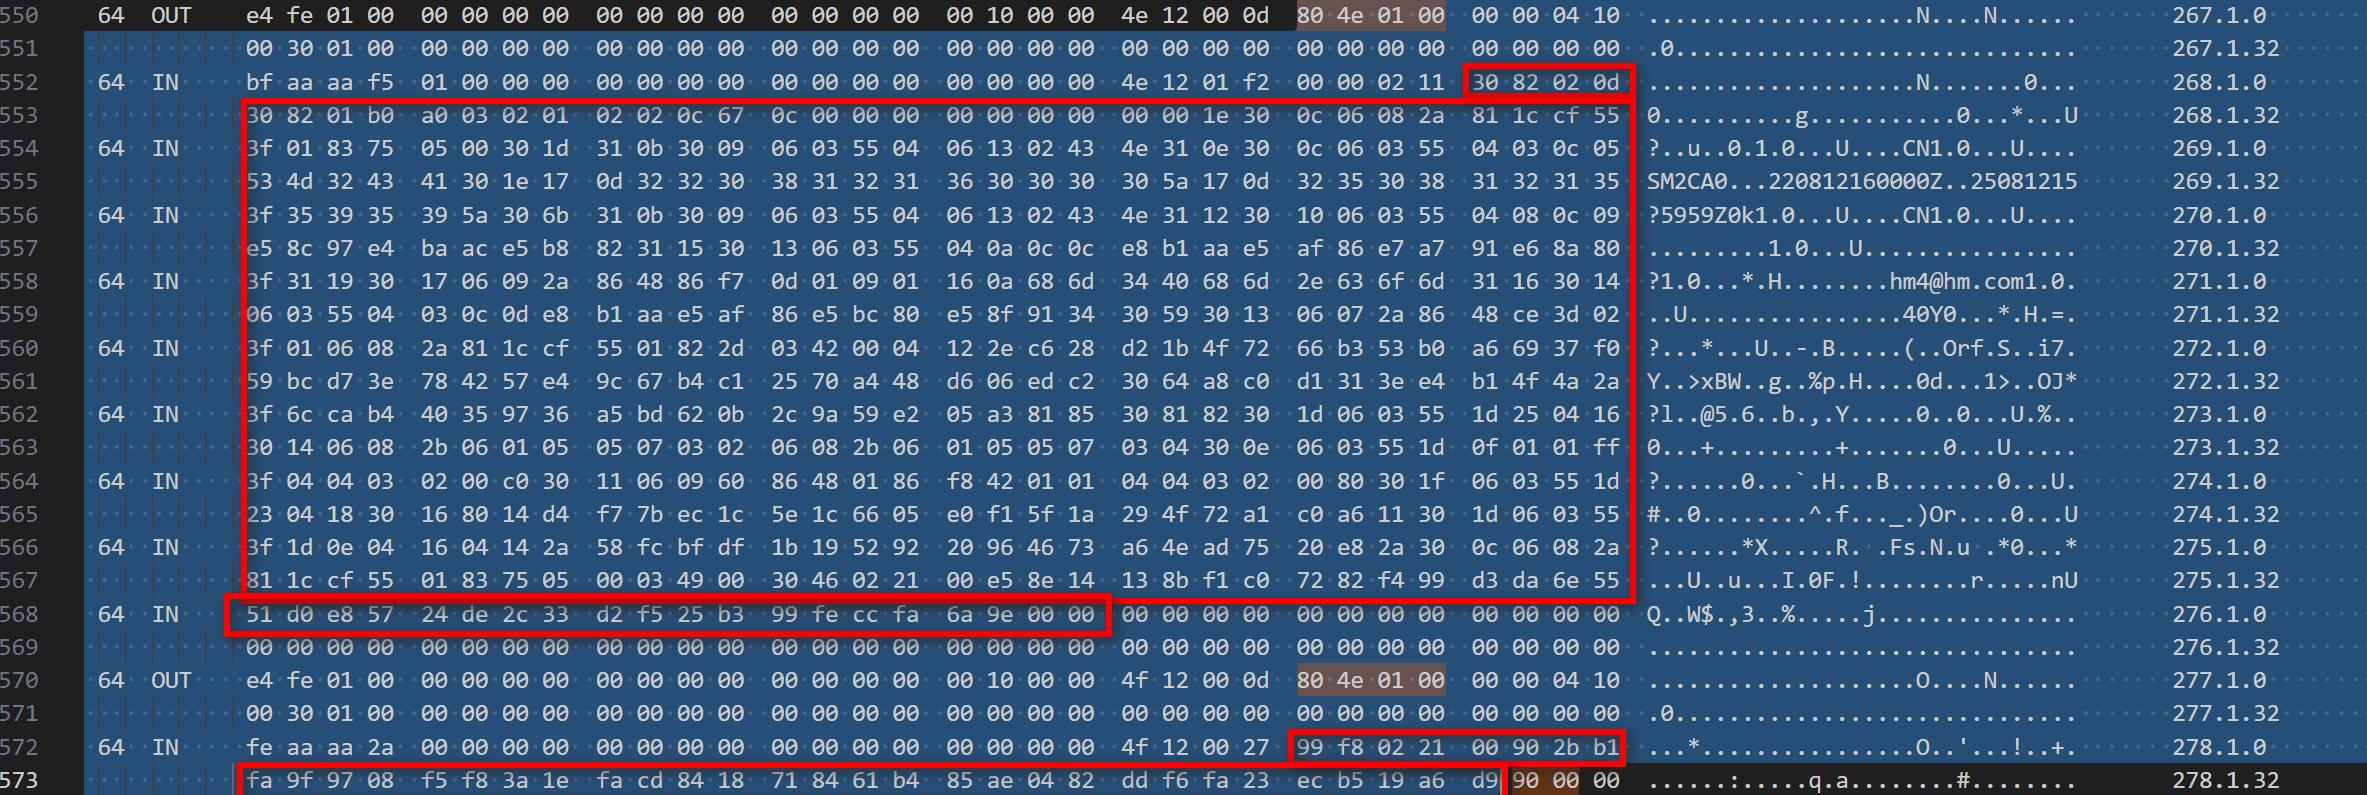 550 64 OUT e4 fe 01 00 00 00 00 00 00 00 00 00 00 10 00 00 4e 12 00 0d 80 4e 01 00 00 00 04 10 ....................N....N...... 267.1.0
551 00 30 01 00 00 00 00 00 00 00 00 00 00 00 00 00 00 00 00 00 00 00 00 00 00 00 00 00 .0.............................. 267.1.32
552 64 IN bf aa aa f5 01 00 00 00 00 00 00 00 00 00 00 00 4e 12 01 f2 00 00 02 11 30 82 02 0d ....................N.......0... 268.1.0
553 30 82 01 b0 a0 03 02 01 02 02 0c 67 0c 00 00 00 00 00 00 00 00 00 1e 30 0c 06 08 2a 81 1c cf 55 0..........g...........0...*...U 268.1.32
554 64 IN 3f 01 83 75 05 00 30 1d 31 0b 30 09 06 03 55 04 06 13 02 43 4e 31 0e 30 0c 06 03 55 04 03 0c 05 ?..u..0.1.0...U....CN1.0...U.... 269.1.0
555 53 4d 32 43 41 30 1e 17 0d 32 32 30 38 31 32 31 36 30 30 30 30 5a 17 0d 32 35 30 38 31 32 31 35 SM2CA0...220812160000Z..25081215 269.1.32
556 64 IN 3f 35 39 35 39 5a 30 6b 31 0b 30 09 06 03 55 04 06 13 02 43 4e 31 12 30 10 06 03 55 04 08 0c 09 ?5959Z0k1.0...U....CN1.0...U.... 270.1.0
557 e5 8c 97 e4 ba ac e5 b8 82 31 15 30 13 06 03 55 04 0a 0c 0c e8 b1 aa e5 af 86 e7 a7 91 e6 8a 80 .........1.0...U................ 270.1.32
558 64 IN 3f 31 19 30 17 06 09 2a 86 48 86 f7 0d 01 09 01 16 0a 68 6d 34 40 68 6d 2e 63 6f 6d 31 16 30 14 ?1.0...*.H........hm4@hm.com1.0. 271.1.0
559 06 03 55 04 03 0c 0d e8 b1 aa e5 af 86 e5 bc 80 e5 8f 91 34 30 59 30 13 06 07 2a 86 48 ce 3d 02 ..U................40Y0...*.H.=. 271.1.32
560 64 IN 3f 01 06 08 2a 81 1c cf 55 01 82 2d 03 42 00 04 12 2e c6 28 d2 1b 4f 72 66 b3 53 b0 a6 69 37 f0 ?...*...U..-.B.....(..Orf.S..i7. 272.1.0
561 59 bc d7 3e 78 42 57 e4 9c 67 b4 c1 25 70 a4 48 d6 06 ed c2 30 64 a8 c0 d1 31 3e e4 b1 4f 4a 2a Y..>xBW..g..%p.H....0d...1>..OJ* 272.1.32
562 64 IN 3f 6c ca b4 40 35 97 36 a5 bd 62 0b 2c 9a 59 e2 05 a3 81 85 30 81 82 30 1d 06 03 55 1d 25 04 16 ?l..@5.6..b.,.Y.....0..0...U.%.. 273.1.0
563 30 14 06 08 2b 06 01 05 05 07 03 02 06 08 2b 06 01 05 05 07 03 04 30 0e 06 03 55 1d 0f 01 01 ff 0...+.........+.......0...U..... 273.1.32
564 64 IN 3f 04 04 03 02 00 c0 30 11 06 09 60 86 48 01 86 f8 42 01 01 04 04 03 02 00 80 30 1f 06 03 55 1d ?......0...`.H...B........0...U. 274.1.0
565 23 04 18 30 16 80 14 d4 f7 7b ec 1c 5e 1c 66 05 e0 f1 5f 1a 29 4f 72 a1 c0 a6 11 30 1d 06 03 55 #..0........^.f..._.)Or....0...U 274.1.32
566 64 IN 3f 1d 0e 04 16 04 14 2a 58 fc bf df 1b 19 52 92 20 96 46 73 a6 4e ad 75 20 e8 2a 30 0c 06 08 2a ?......*X.....R. .Fs.N.u .*0...* 275.1.0
567 81 1c cf 55 01 83 75 05 00 03 49 00 30 46 02 21 00 e5 8e 14 13 8b f1 c0 72 82 f4 99 d3 da 6e 55 ...U..u...I.0F.!........r.....nU 275.1.32
568 64 IN 51 d0 e8 57 24 de 2c 33 d2 f5 25 b3 99 fe cc fa 6a 9e 00 00 00 00 00 00 00 00 00 00 00 00 00 00 Q..W$.,3..%.....j............... 276.1.0
569 00 00 00 00 00 00 00 00 00 00 00 00 00 00 00 00 00 00 00 00 00 00 00 00 00 00 00 00 00 00 00 00 ................................ 276.1.32
570 64 OUT e4 fe 01 00 00 00 00 00 00 00 00 00 00 10 00 00 4f 12 00 0d 80 4e 01 00 00 00 04 10 ....................O....N...... 277.1.0
571 00 30 01 00 00 00 00 00 00 00 00 00 00 00 00 00 00 00 00 00 00 00 00 00 00 00 00 00 .0.............................. 277.1.32
572 64 IN fe aa aa 2a 00 00 00 00 00 00 00 00 00 00 00 00 4f 12 00 27 99 f8 02 21 00 90 2b b1 ...*................O..'...!..+. 278.1.0
573 fa 9f 97 08 f5 f8 3a 1e fa cd 84 18 71 84 61 b4 85 ae 04 82 dd f6 fa 23 ec b5 19 a6 d9 90 00 00 ......:.....q.a........#........ 278.1.32